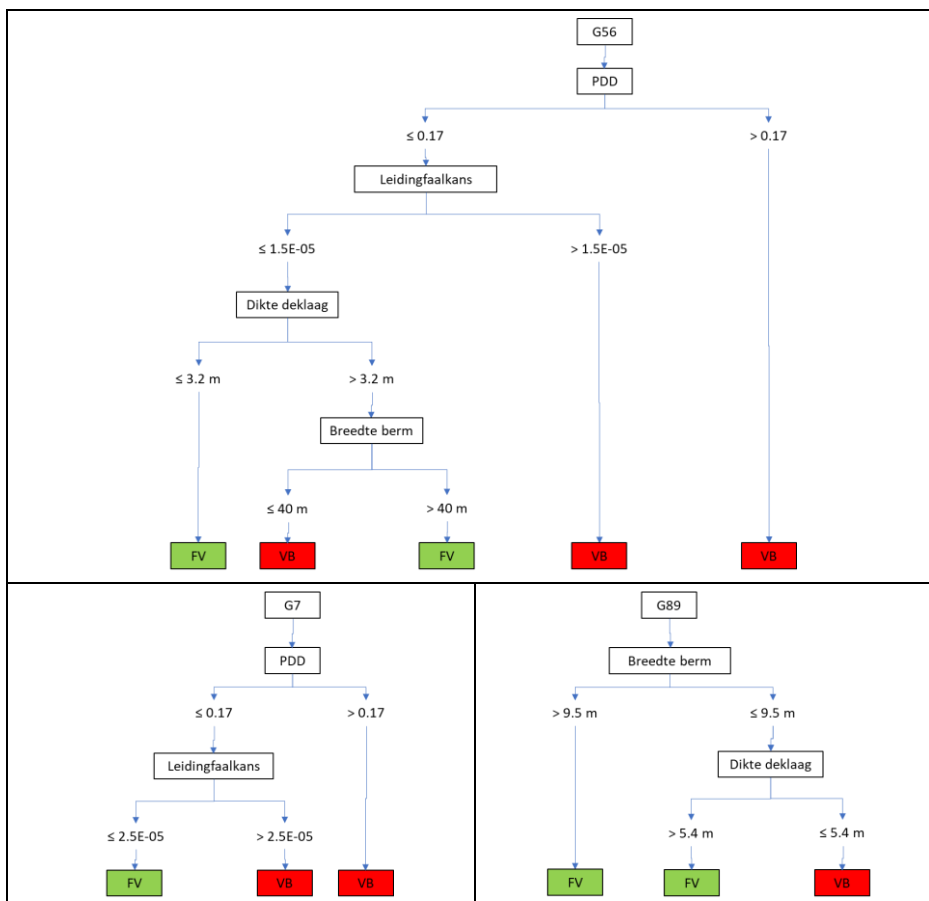 G56
PDD
≤ 0.17 > 0.17
Leidingfaalkans
≤ 1.5E-05 > 1.5E-05
Dikte deklaag
≤ 3.2 m > 3.2 m
Breedte berm
≤ 40 m > 40 m
FV VB FV VB VB
G7
PDD
≤ 0.17 > 0.17
Leidingfaalkans
≤ 2.5E-05 > 2.5E-05
FV VB VB
G89
Breedte berm
> 9.5 m ≤ 9.5 m
Dikte deklaag
> 5.4 m ≤ 5.4 m
FV FV VB